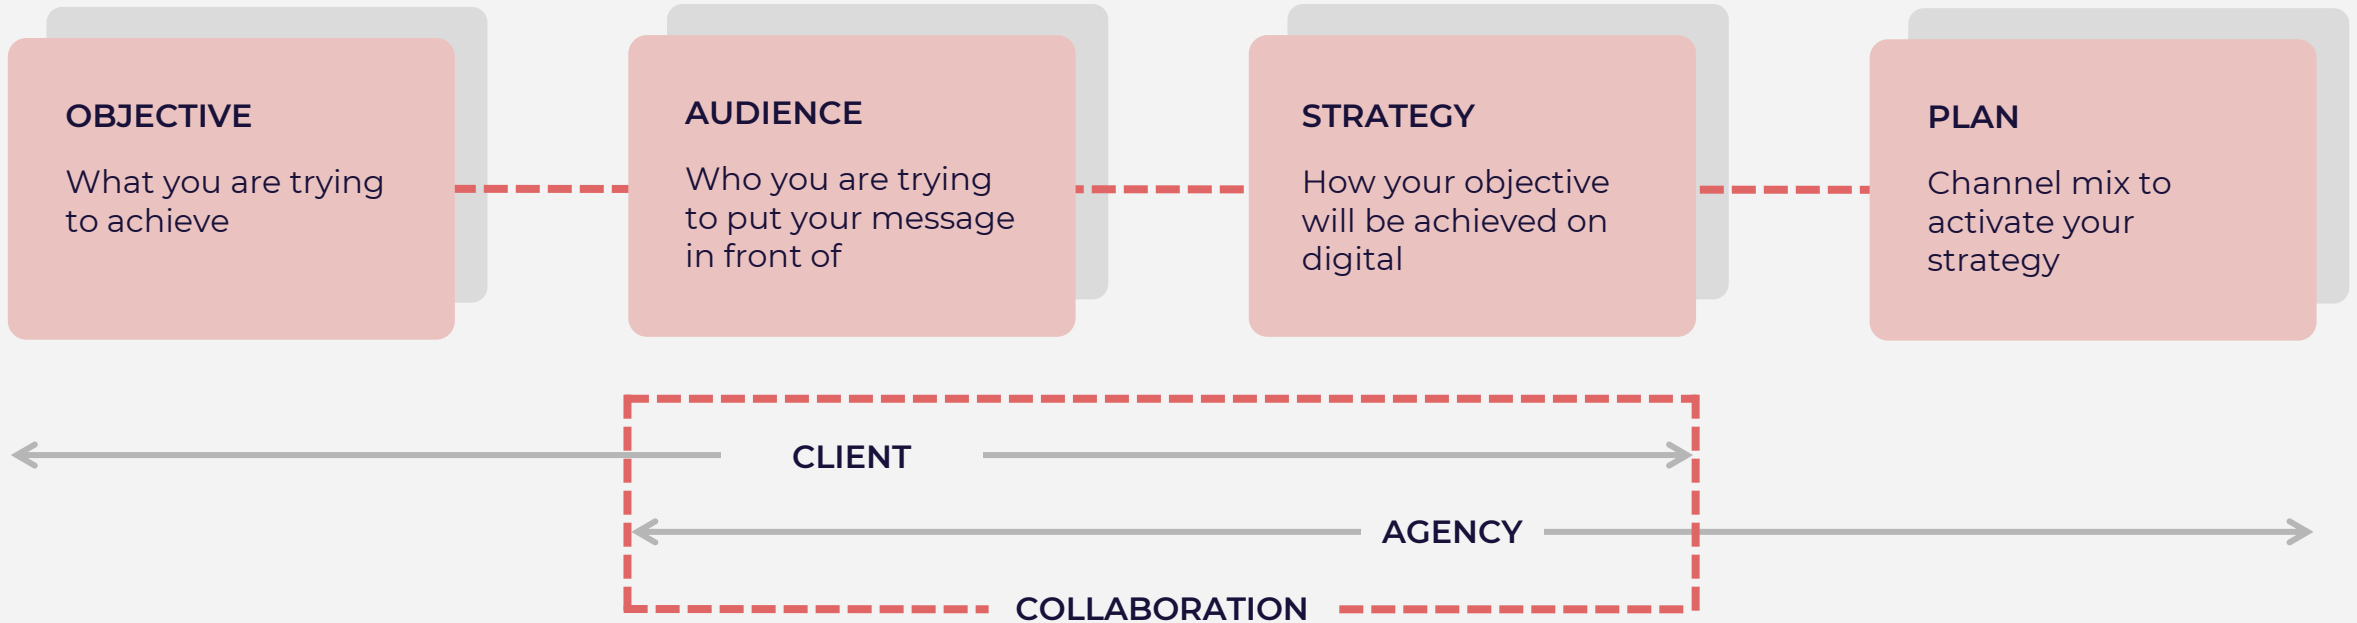 OBJECTIVE
What you are trying
to achieve
AUDIENCE
Who you are trying
to put your message
in front of
STRATEGY
How your objective
will be achieved on
digital
PLAN
Channel mix to
activate your
strategy
CLIENT
AGENCY
COLLABORATION